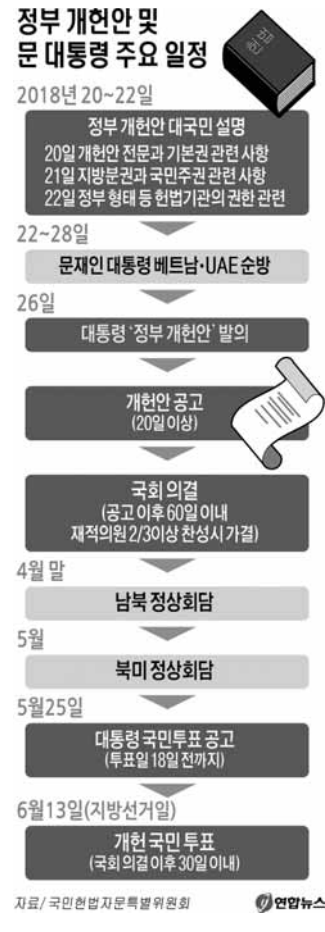 정부 개헌안 및
문 대통령 주요 일정
헌법
2018년 20~22일
정부 개헌안 대국민 설명
20일 개헌안 전문과 기본권 관련 사항
21일 지방분권과 국민주권 관련 사항
22일 정부 형태 등 헌법기관의 권한 관련
22~28일
문재인 대통령 베트남·UAE 순방
26일
대통령 '정부 개헌안' 발의
개헌안 공고
(20일 이상)
국회 의결
(공고 이후 60일 이내
재적의원 2/3이상 찬성시 가결)
4월 말
남북 정상회담
5월
북미 정상회담
5월25일
대통령 국민투표 공고
(투표일 18일 전까지)
6월13일(지방선거일)
개헌 국민 투표
(국회 의결 이후 30일 이내)
자료/ 국민헌법자문특별위원회
연합뉴스